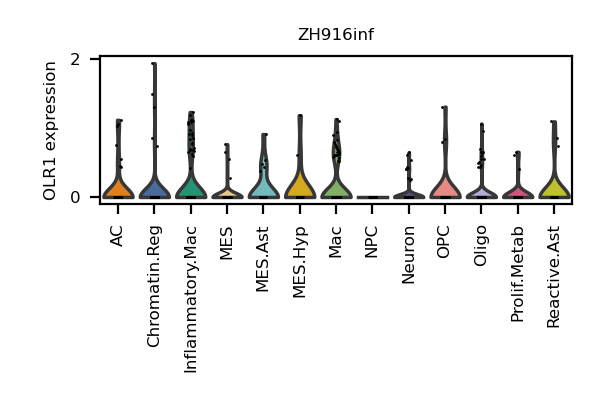 ZH916inf
OLR1 expression
2
0
AC
Chromatin.Reg
Inflammatory.Mac
MES
MES.Ast
MES.Hyp
Mac
NPC
Neuron
OPC
Oligo
Prolif.Metab
Reactive.Ast